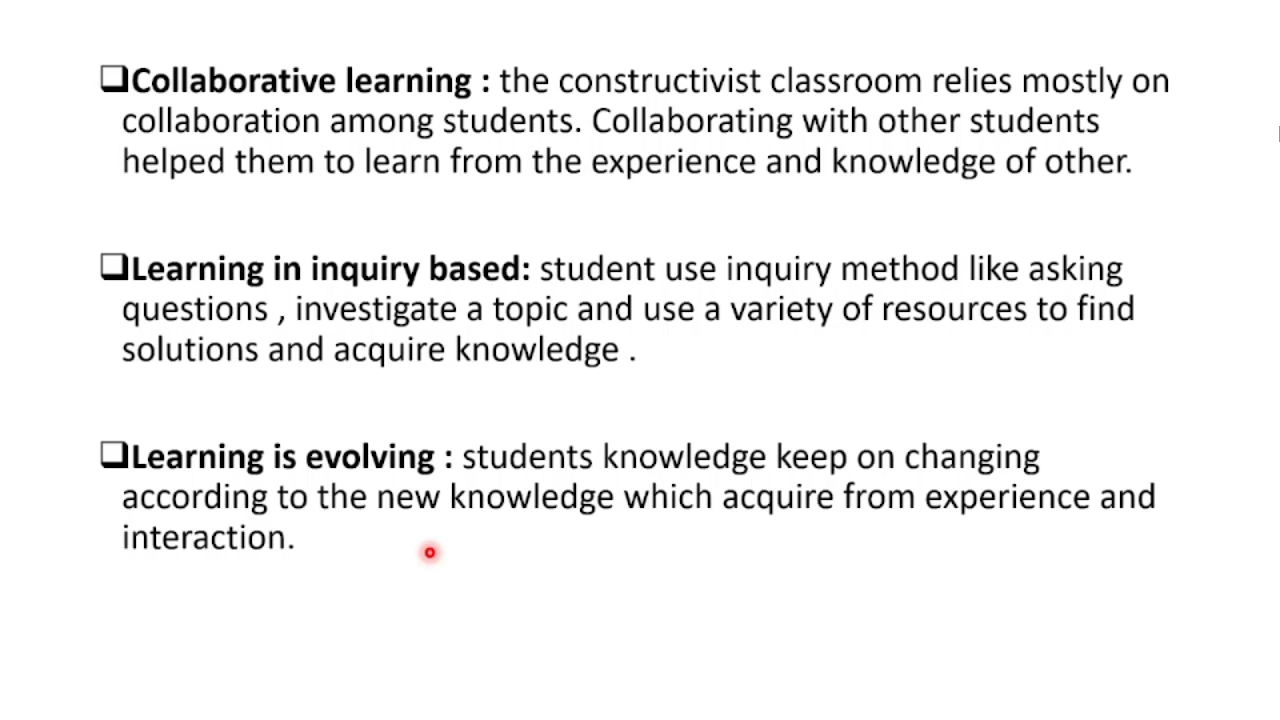 ❑Collaborative learning : the constructivist classroom relies mostly on
collaboration among students. Collaborating with other students
helped them to learn from the experience and knowledge of other.
❑Learning in inquiry based: student use inquiry method like asking
questions , investigate a topic and use a variety of resources to find
solutions and acquire knowledge .
❑Learning is evolving : students knowledge keep on changing
according to the new knowledge which acquire from experience and
interaction.